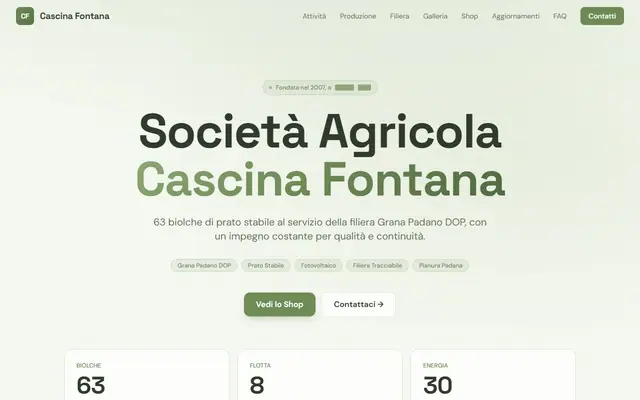 CF Cascina Fontana Attività Produzione Filiera Galleria Shop Aggiornamenti FAQ Contatti
Fondata nel 2007, a
Società Agricola
Cascina Fontana
63 biolche di prato stabile al servizio della filiera Grana Padano DOP, con
un impegno costante per qualità e continuità.
Grana Padano DOP Prato Stabile Fotovoltaico Filiera Tracciabile Pianura Padana
Vedi lo Shop Contattaci →
BIOLCHE FLOTTA ENERGIA
63 8 30